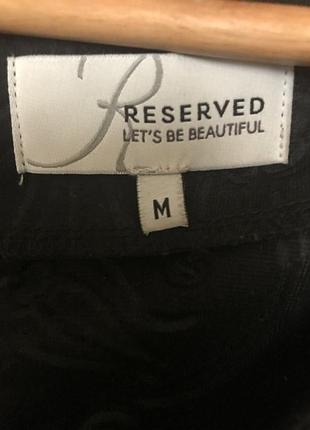 R
RESERVED
LET'S BE BEAUTIFUL
M